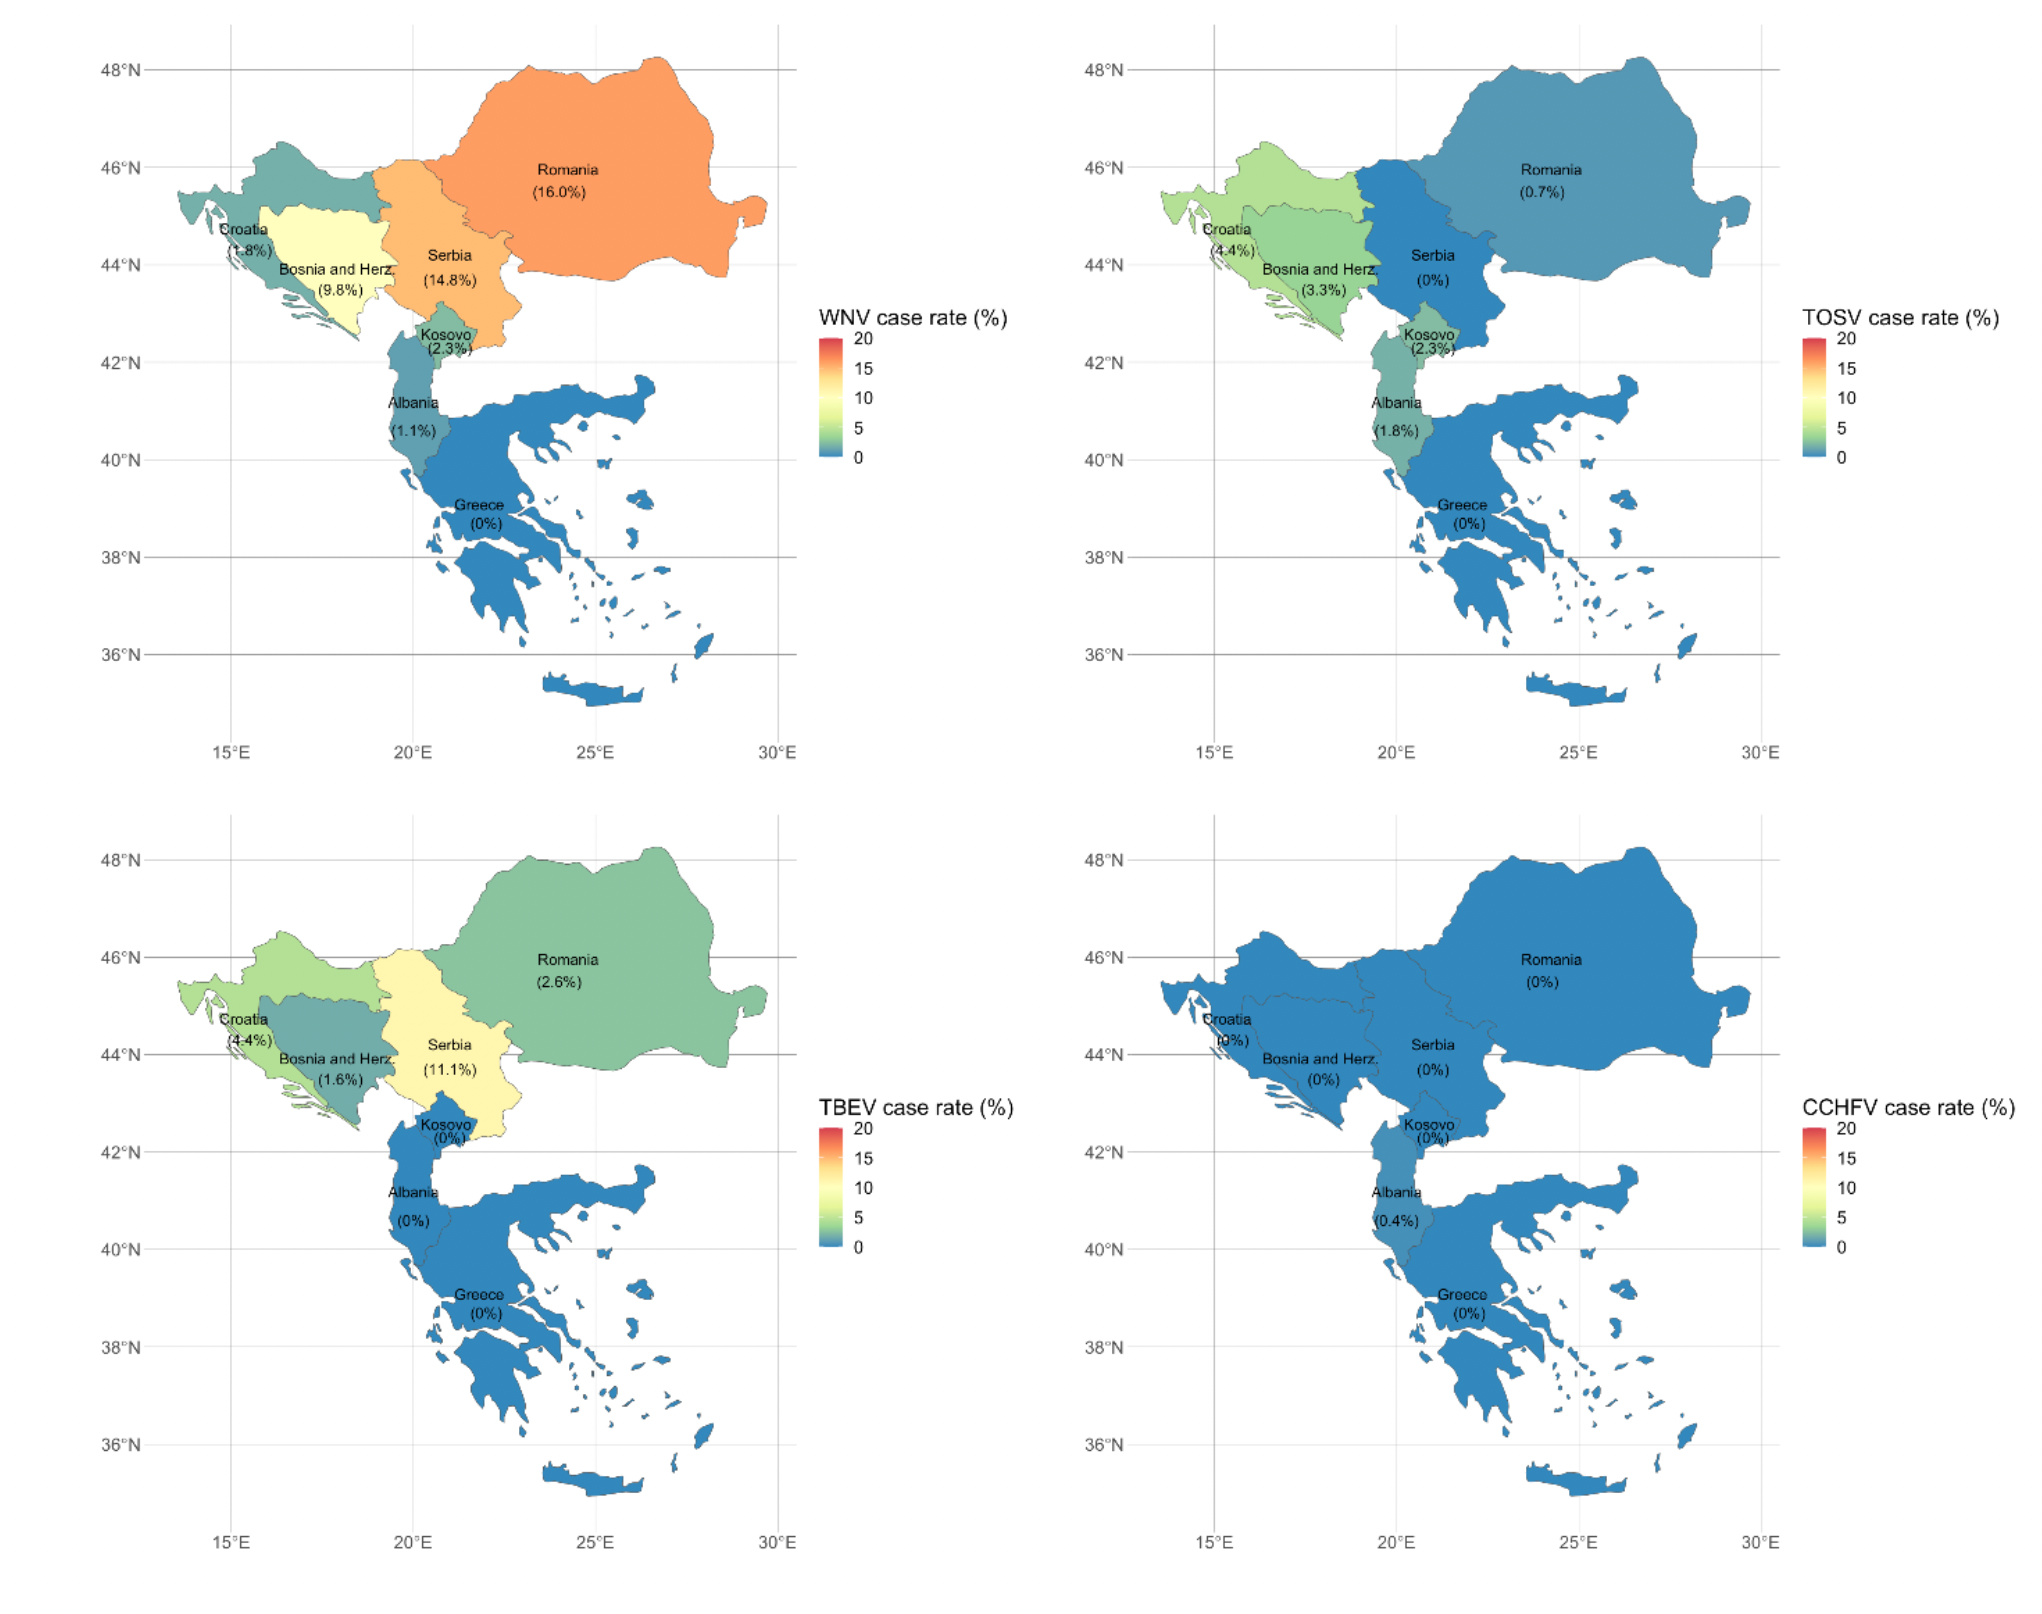 48°N
46°N
44°N
42°N
40°N
38°N
36°N
15°E
20°E
25°E
30°E
Romania
(16.0%)
Croatia
(1.8%)
Bosnia and Herz.
(9.8%)
Serbia
(14.8%)
Kosovo
(2.3%)
Albania
(1.1%)
Greece
(0%)
WNV case rate (%)
20
15
10
5
0
48°N
46°N
44°N
42°N
40°N
38°N
36°N
15°E
20°E
25°E
30°E
Romania
(0.7%)
Croatia
(4.4%)
Bosnia and Herz.
(3.3%)
Serbia
(0%)
Kosovo
(2.3%)
Albania
(1.8%)
Greece
(0%)
TOSV case rate (%)
20
15
10
5
0
48°N
46°N
44°N
42°N
40°N
38°N
36°N
15°E
20°E
25°E
30°E
Romania
(2.6%)
Croatia
(4.4%)
Bosnia and Herz.
(1.6%)
Serbia
(11.1%)
Kosovo
(0%)
Albania
(0%)
Greece
(0%)
TBEV case rate (%)
20
15
10
5
0
48°N
46°N
44°N
42°N
40°N
38°N
36°N
15°E
20°E
25°E
30°E
Romania
(0%)
Croatia
(0%)
Bosnia and Herz.
(0%)
Serbia
(0%)
Kosovo
(0%)
Albania
(0.4%)
Greece
(0%)
CCHFV case rate (%)
20
15
10
5
0